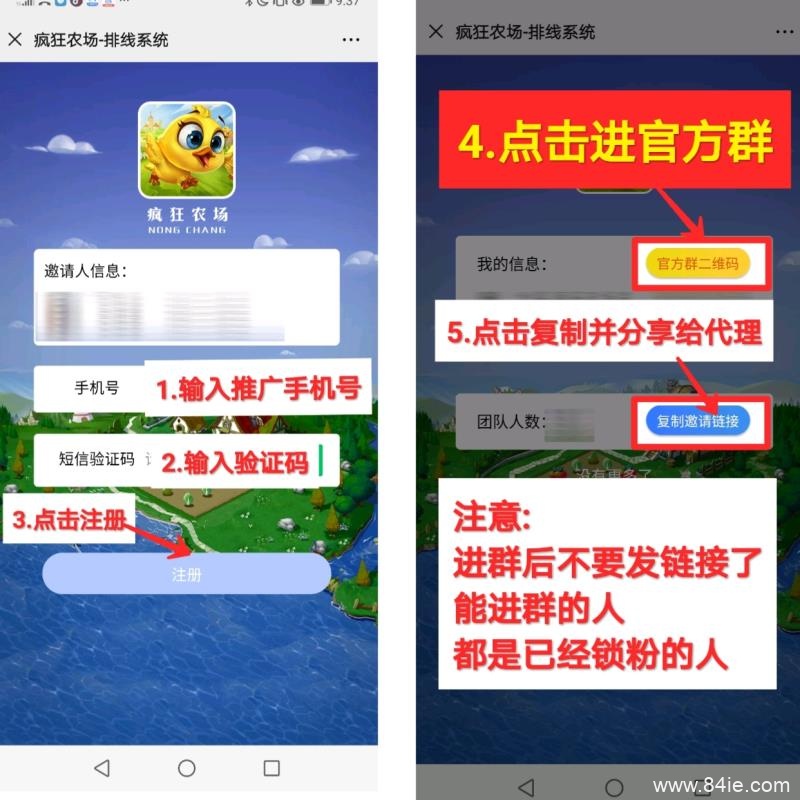 9:37
疯狂农场-排线系统
疯狂农场
NONG CHANG
邀请人信息:
手机号
1.输入推广手机号
短信验证码
2.输入验证码
3.点击注册
注册
疯狂农场-排线系统
4.点击进官方群
我的信息:
官方群二维码
5.点击复制并分享给代理
团队人数:
复制邀请链接
没有更多了
注意:
进群后不要发链接了
能进群的人
都是已经锁粉的人
www.84ie.com